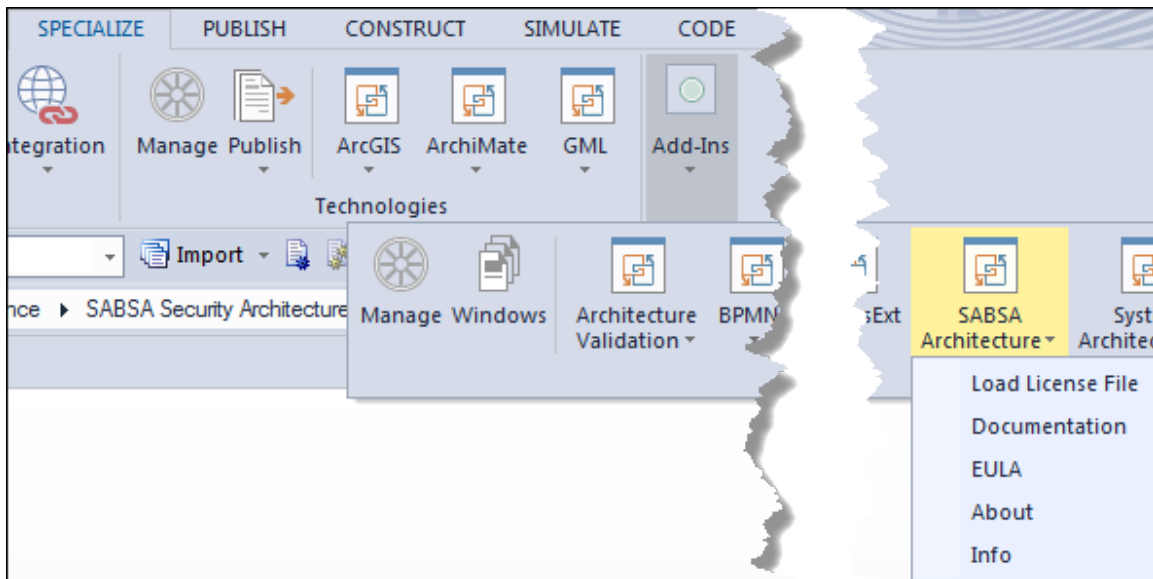 SPECIALIZE PUBLISH CONSTRUCT SIMULATE CODE
ntegration Manage Publish ArcGIS ArchiMate GML Add-Ins
Technologies
Import
nce SABSA Security Architecture
Manage Windows Architecture Validation BPMN sExt SABSA Architecture Syst Architec
Load License File
Documentation
EULA
About
Info